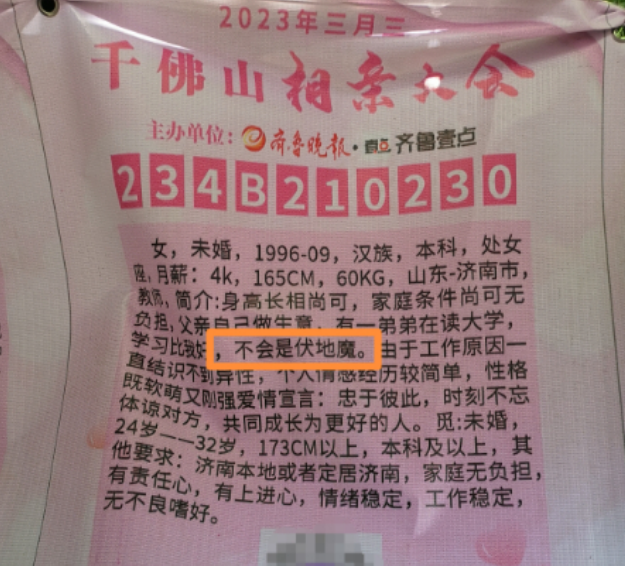 2023年三月三
千佛山相亲大会
主办单位: 齐鲁晚报·壹点 齐鲁壹点
234B210230
女，未婚，1996-09，汉族，本科，处女
座，月薪：4k，165CM，60KG，山东-济南市，
教师，简介:身高长相尚可，家庭条件尚可无
负担，父亲自己做生意，有一弟弟在读大学，
学习比我好，不会是伏地魔。由于工作原因一
直结识不到异性，个人情感经历较简单，性格
既软萌又刚强爱情宣言：忠于彼此，时刻不忘
体谅对方，共同成长为更好的人。觅:未婚，
24岁——32岁，173CM以上，本科及以上，其
他要求：济南本地或者定居济南，家庭无负担，
有责任心，有上进心，情绪稳定，工作稳定，
无不良嗜好。